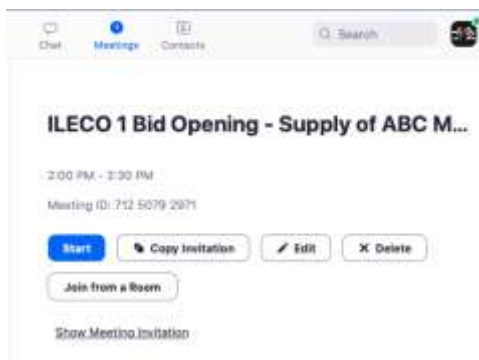 Chat Meetings Contacts Search
ILECO 1 Bid Opening - Supply of ABC M...
2:00 PM - 2:30 PM
Meeting ID: 712 5079 2971
Start Copy Invitation Edit Delete
Join from a Room
Show Meeting Invitation